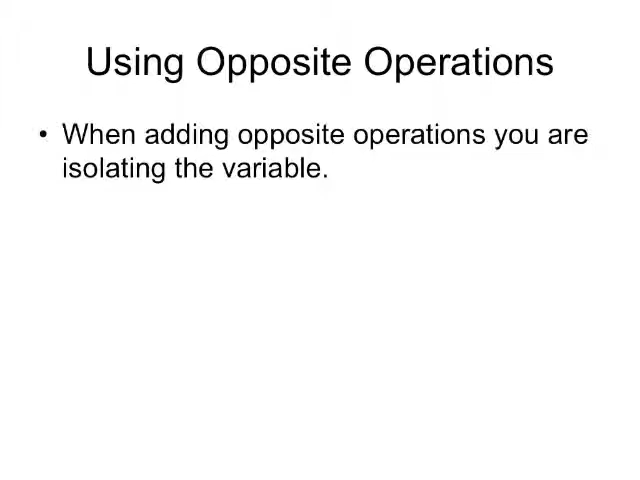 Using Opposite Operations
• When adding opposite operations you are
isolating the variable.